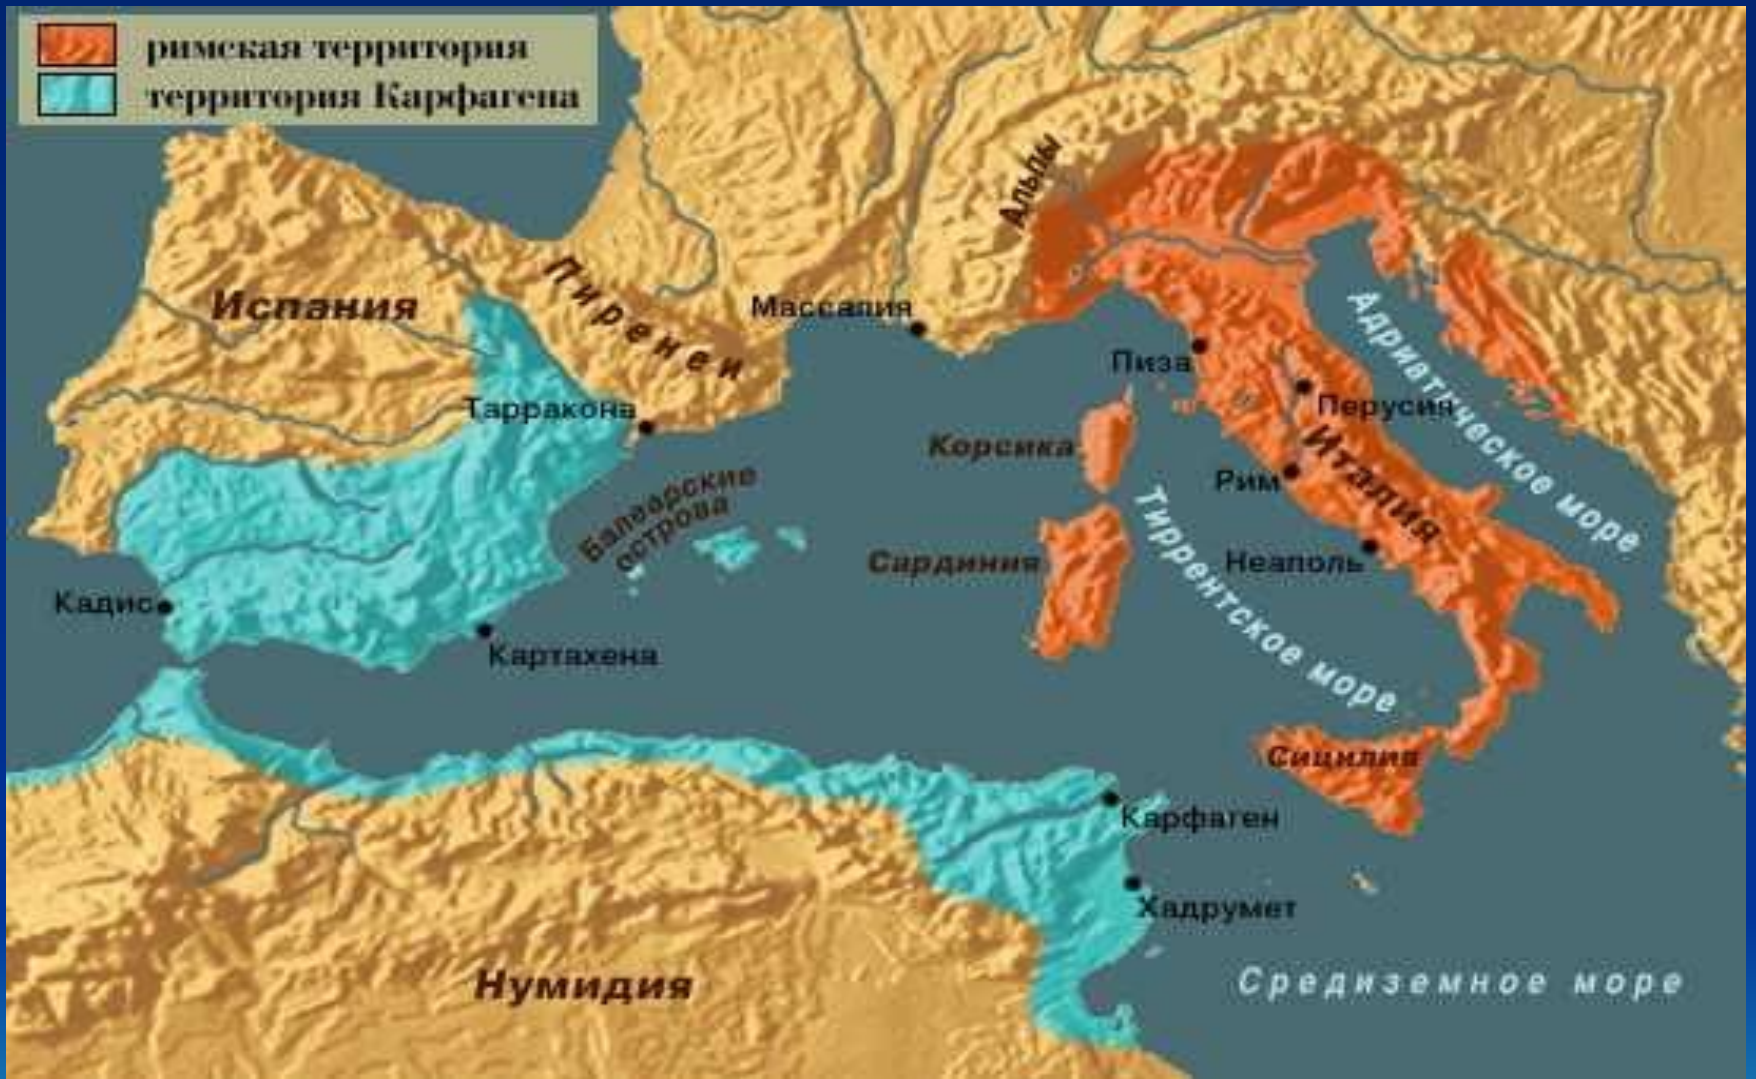 римская территория
территория Карфагена
Альпы
Испания
Пиренеи
Массалия
Адриатическое море
Пиза
Тарракона
Перусия
Корсика
Италия
Балеарские
острова
Рим
Тиррентское море
Сардиния
Неаполь
Кадис
Картахена
Сицилия
Карфаген
Хадрумет
Нумидия
Средиземное море